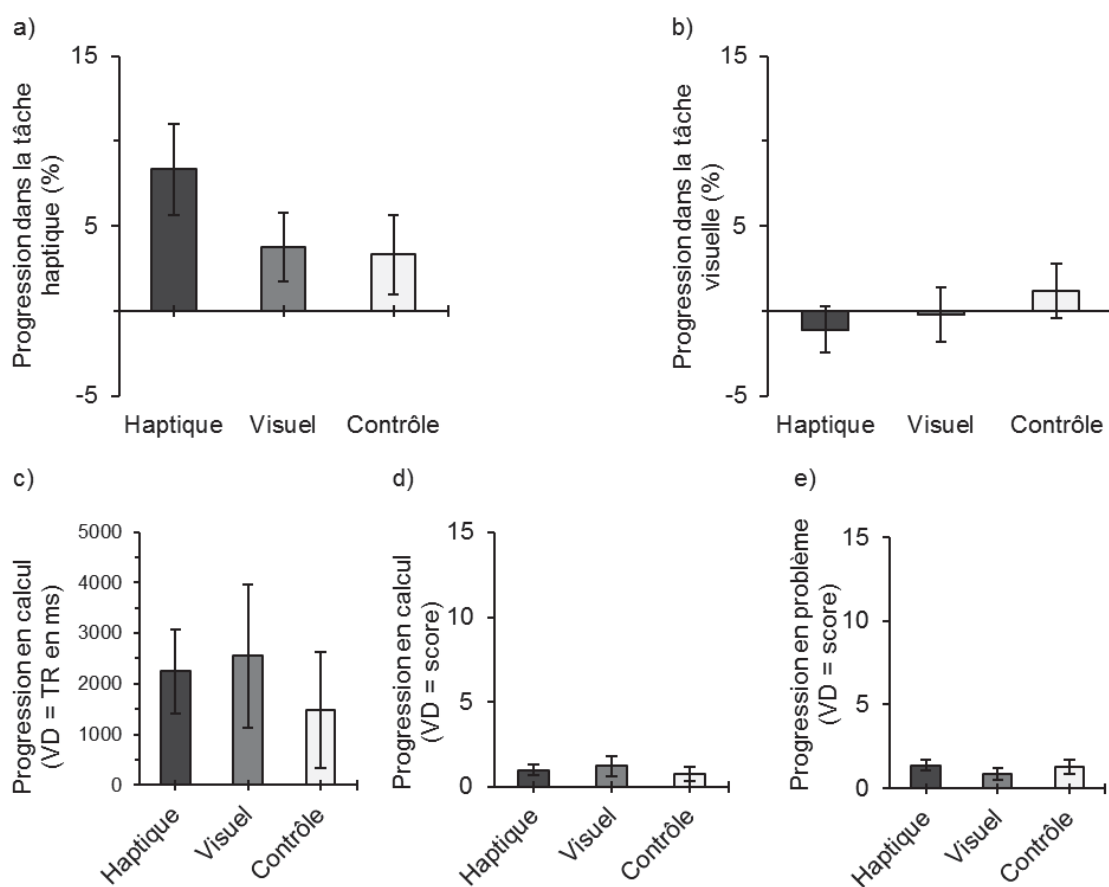 a)
Progression dans la tâche
haptique (%)
15
5
-5
Haptique Visuel Contrôle
b)
Progression dans la tâche
visuelle (%)
15
5
-5
Haptique Visuel Contrôle
c)
Progression en calcul
(VD = TR en ms)
5000
4000
3000
2000
1000
0
Haptique
Visuel
Contrôle
d)
Progression en calcul
(VD = score)
15
10
5
0
Haptique
Visuel
Contrôle
e)
Progression en problème
(VD = score)
15
10
5
0
Haptique
Visuel
Contrôle